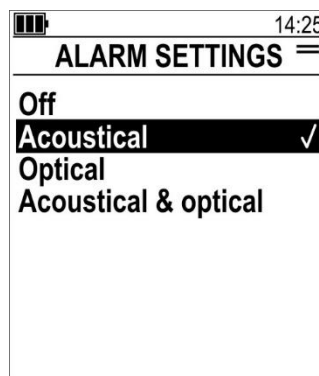 14:25
ALARM SETTINGS
Off
Acoustical
Optical
Acoustical & optical